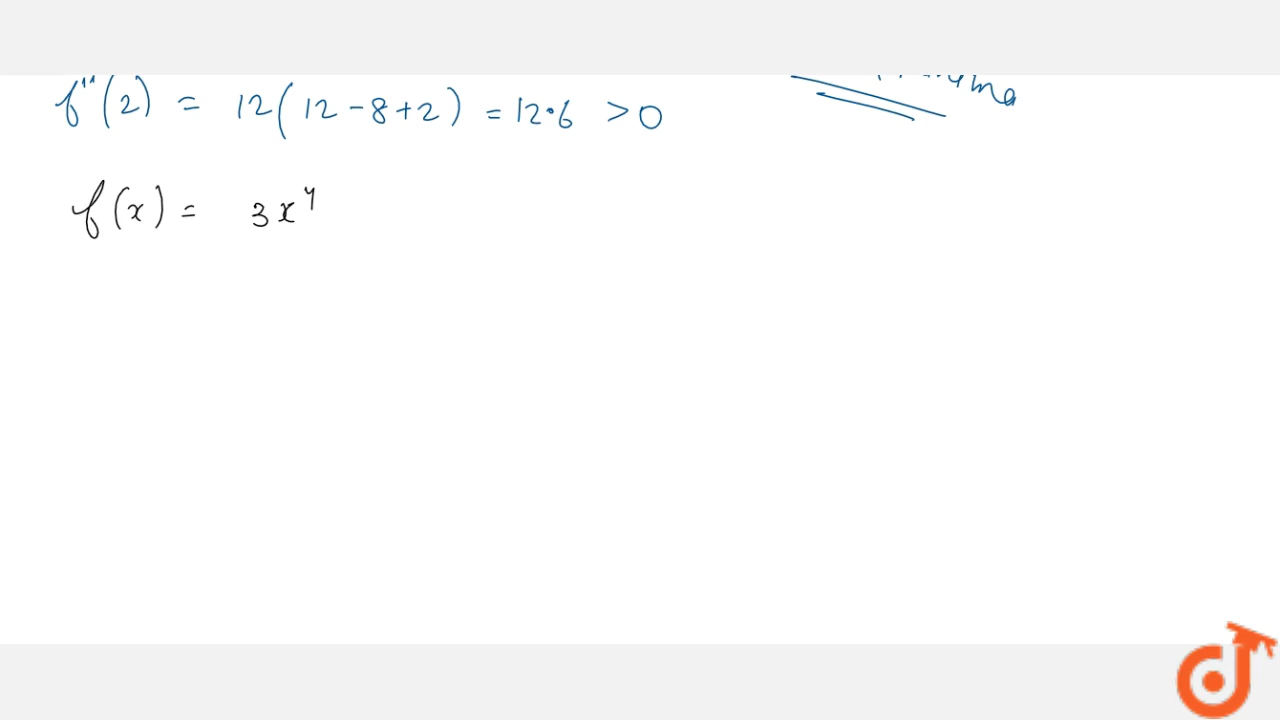 f''(2) = 12(12-8+2) = 12·6 >0
f(x) = 3x⁴